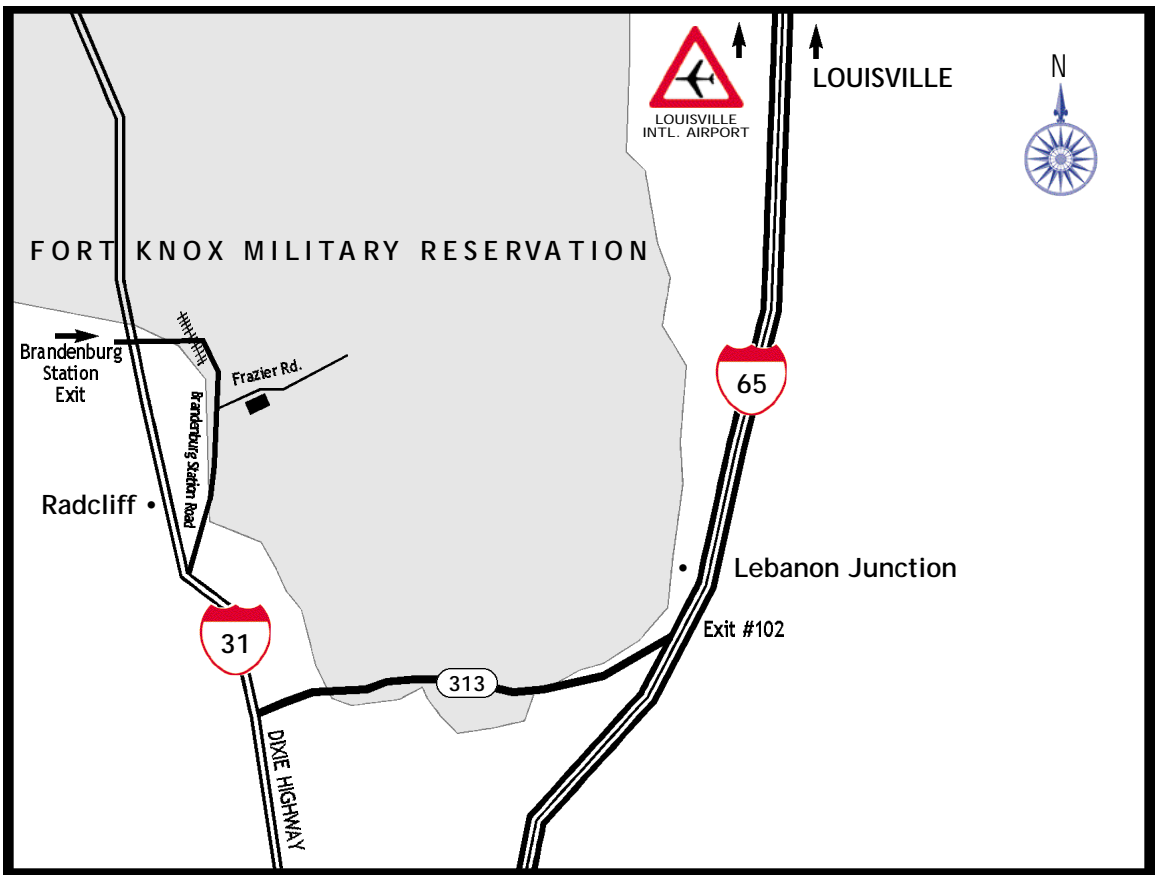 LOUISVILLE
INTL. AIRPORT
LOUISVILLE
N
FORT KNOX MILITARY RESERVATION
Brandenburg
Station
Exit
Frazier Rd.
65
Brandenburg Station Road
Radcliff
Lebanon Junction
Exit #102
31
313
DIXIE HIGHWAY